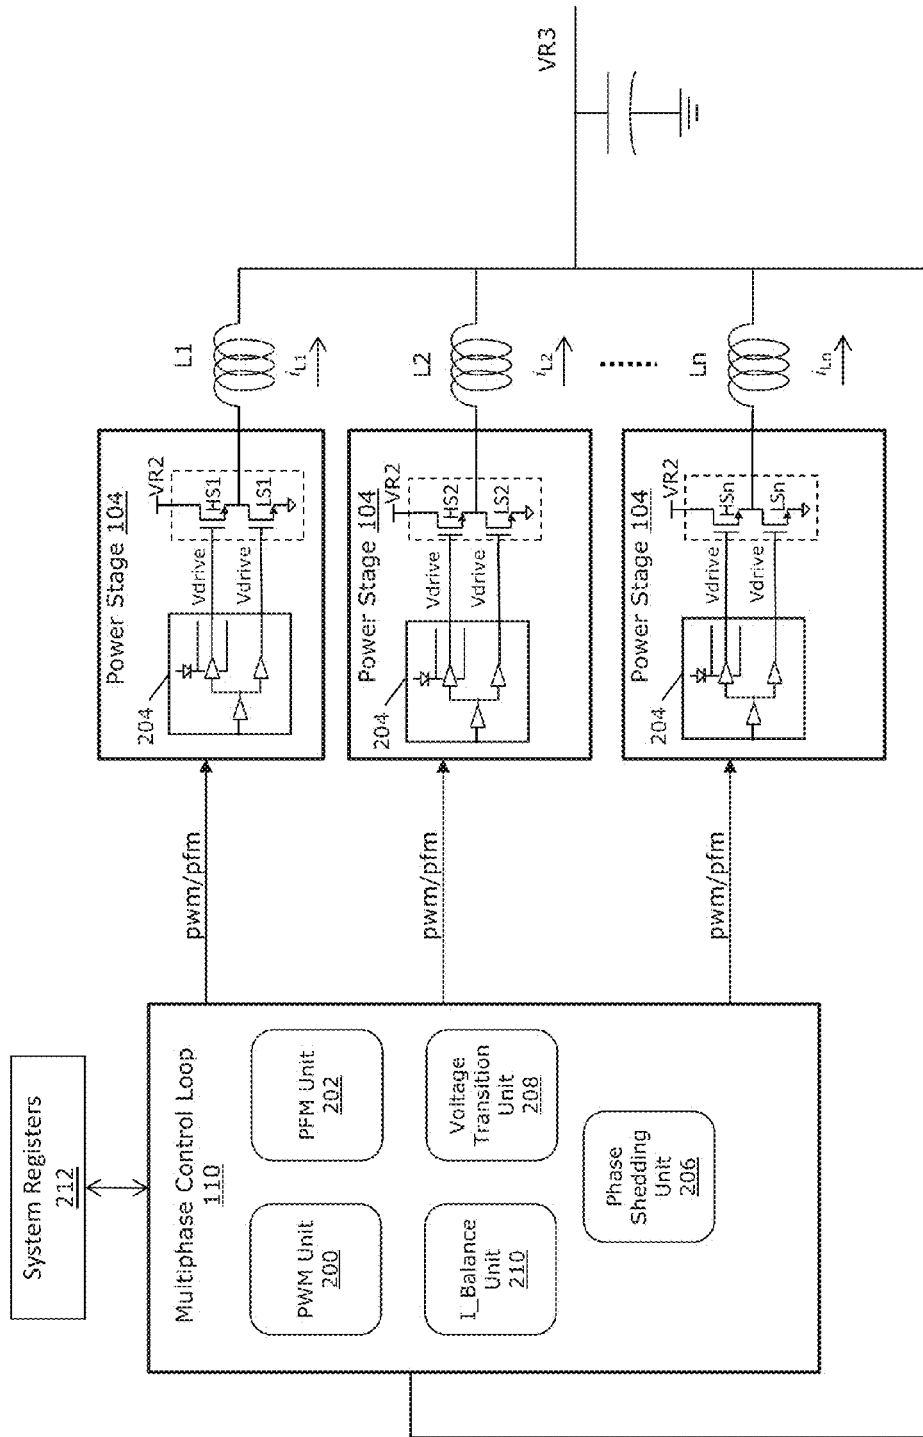 System Registers
212
Multiphase Control Loop
110
PWM Unit
200
PFM Unit
202
I_Balance
Unit
210
Voltage
Transition
Unit
208
Phase
Shedding
Unit
206
pwm/pfm
pwm/pfm
pwm/pfm
Power Stage 104
204
Vdrive
Vdrive
VR2
HS1
LS1
L1
iL1
Power Stage 104
204
Vdrive
Vdrive
VR2
HS2
LS2
L2
iL2
Power Stage 104
204
Vdrive
Vdrive
VR2
HSn
LSn
Ln
iLn
VR3